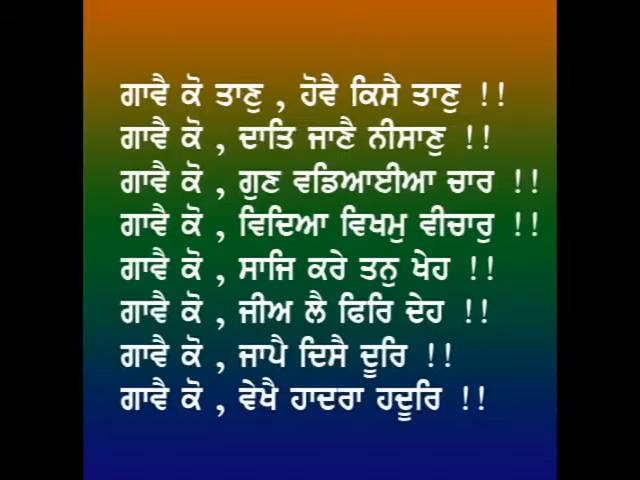 ਗਾਵੈ ਕੋ ਤਾਣੁ , ਹੋਵੈ ਕਿਸੈ ਤਾਣੁ !!
ਗਾਵੈ ਕੋ , ਦਾਤਿ ਜਾਣੈ ਨੀਸਾਣੁ !!
ਗਾਵੈ ਕੋ , ਗੁਣ ਵਡਿਆਈਆ ਚਾਰ !!
ਗਾਵੈ ਕੋ , ਵਿਦਿਆ ਵਿਖਮੁ ਵੀਚਾਰੁ !!
ਗਾਵੈ ਕੋ , ਸਾਜਿ ਕਰੇ ਤਨੁ ਖੇਹ !!
ਗਾਵੈ ਕੋ , ਜੀਅ ਲੈ ਫਿਰਿ ਦੇਹ !!
ਗਾਵੈ ਕੋ , ਜਾਪੈ ਦਿਸੈ ਦੂਰਿ !!
ਗਾਵੈ ਕੋ , ਵੇਖੈ ਹਾਦਰਾ ਹਦੂਰਿ !!